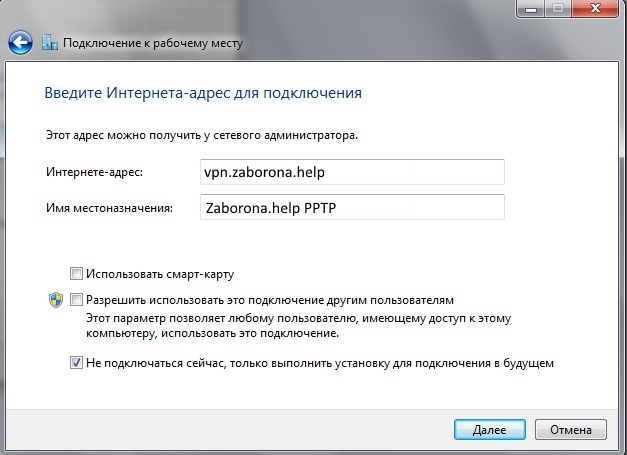 Подключение к рабочему месту
Введите Интернета-адрес для подключения
Этот адрес можно получить у сетевого администратора.
Интернете-адрес: vpn.zaborona.help
Имя местоназначения: Zaborona.help PPTP
Использовать смарт-карту
Разрешить использовать это подключение другим пользователям
Этот параметр позволяет любому пользователю, имеющему доступ к этому
компьютеру, использовать это подключение.
Не подключаться сейчас, только выполнить установку для подключения в будущем
Далее Отмена